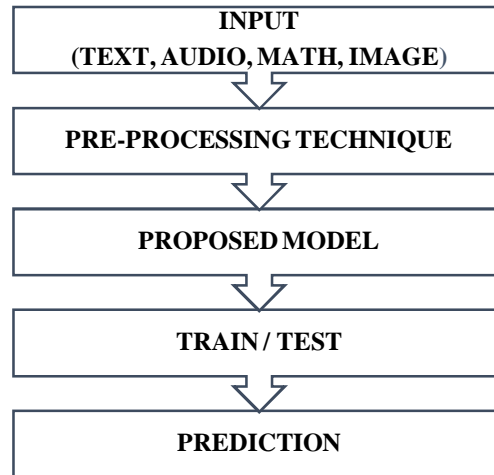 INPUT
(TEXT, AUDIO, MATH, IMAGE)
PRE-PROCESSING TECHNIQUE
PROPOSED MODEL
TRAIN / TEST
PREDICTION